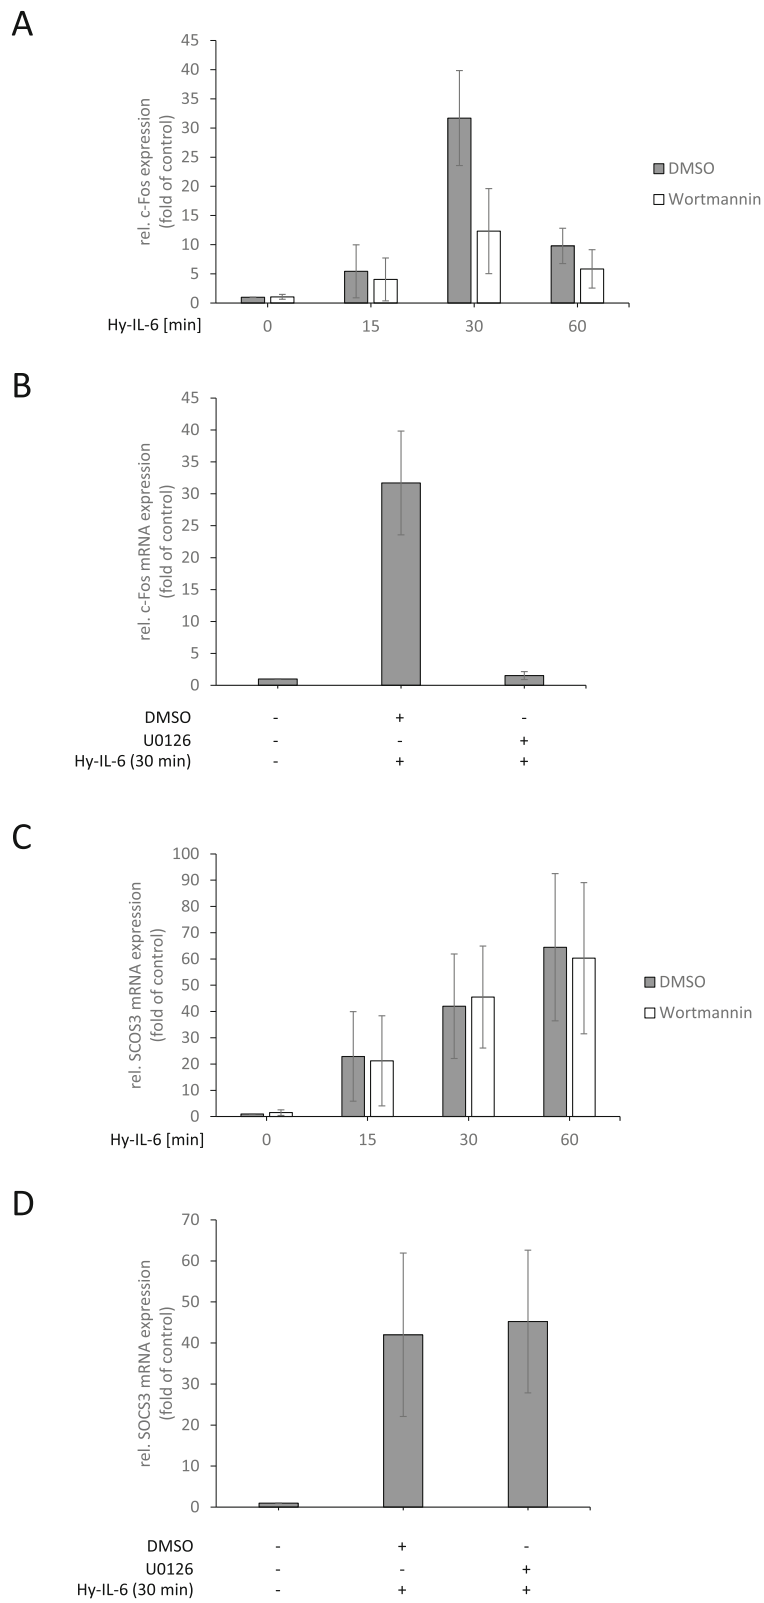 A
45
40
35
30
25
20
15
10
5
0
rel. c-Fos expression
(fold of control)
DMSO
Wortmannin
Hy-IL-6 [min] 0 15 30 60
B
45
40
35
30
25
20
15
10
5
0
rel. c-Fos mRNA expression
(fold of control)
DMSO - + -
U0126 - - +
Hy-IL-6 (30 min) - + +
C
100
90
80
70
60
50
40
30
20
10
0
rel. SCOS3 mRNA expression
(fold of control)
DMSO
Wortmannin
Hy-IL-6 [min] 0 15 30 60
D
70
60
50
40
30
20
10
0
rel. SOCS3 mRNA expression
(fold of control)
DMSO - + -
U0126 - - +
Hy-IL-6 (30 min) - + +